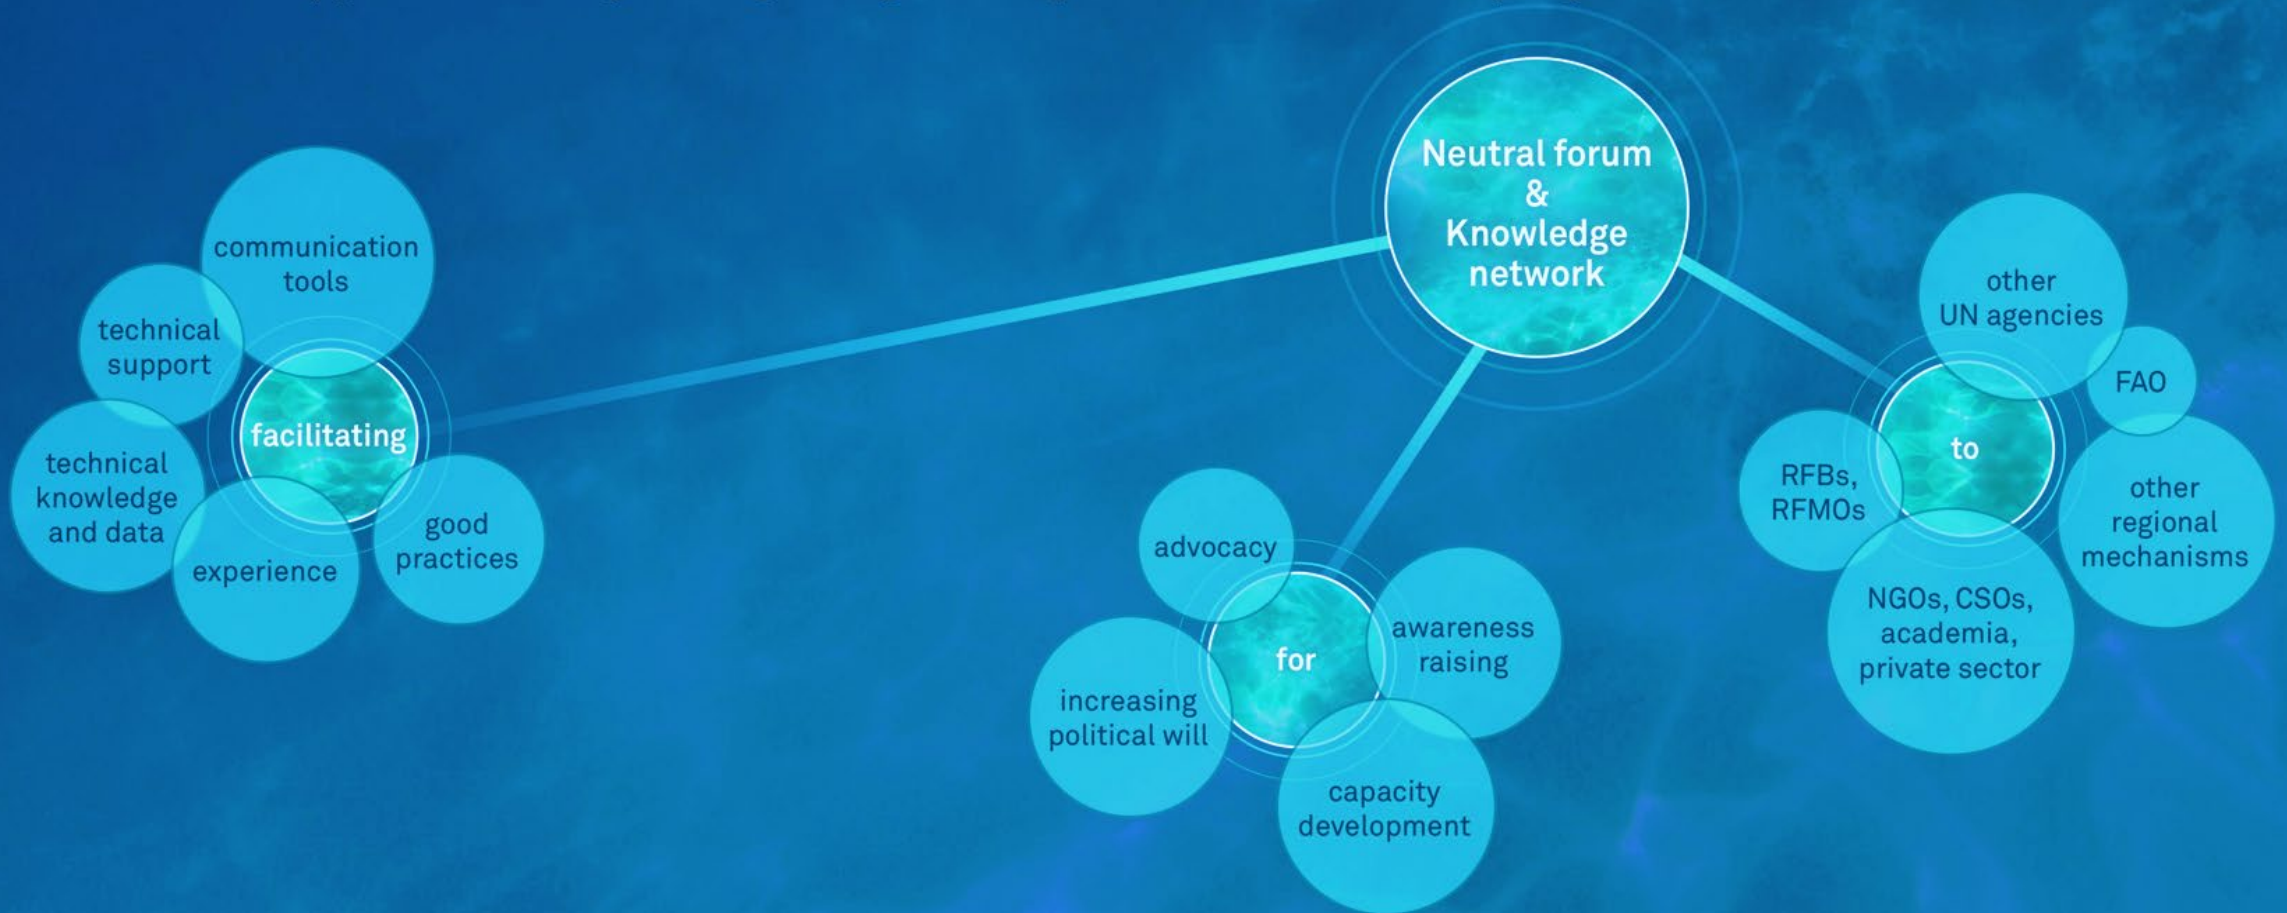 Neutral forum
&
Knowledge
network
communication
tools
technical
support
facilitating
technical
knowledge
and data
experience
good
practices
advocacy
for
awareness
raising
increasing
political will
capacity
development
other
UN agencies
FAO
to
RFBs,
RFMOs
other
regional
mechanisms
NGOs, CSOs,
academia,
private sector